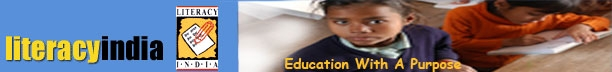 literacyindia
LITERACY
INDIA
Education With A Purpose